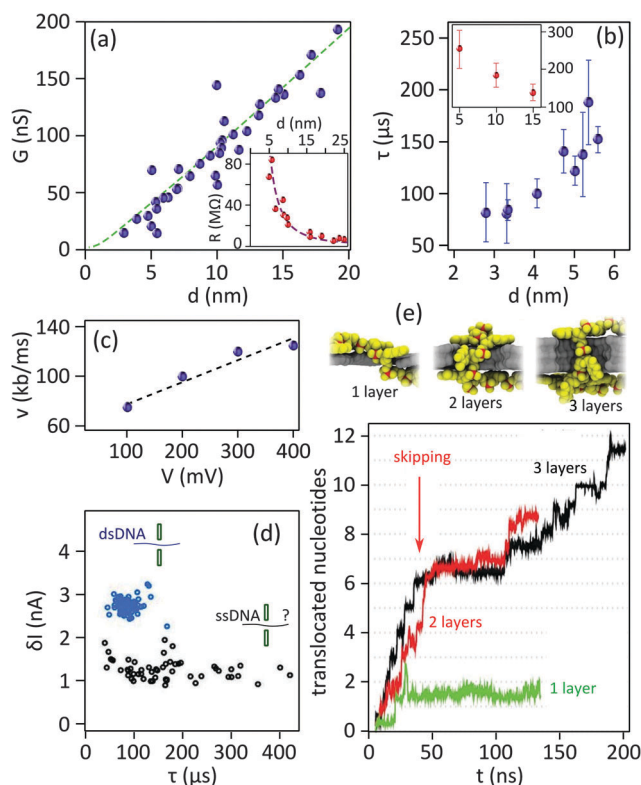 (a)
G (nS)
200
150
100
50
0
0
5
10
15
20
d (nm)
d (nm)
5
15
25
R (MΩ)
80
40
0
(b)
τ (μs)
250
200
150
100
50
2
3
4
5
6
d (nm)
300
200
100
5
10
15
(c)
v (kb/ms)
140
100
60
100
200
300
400
V (mV)
(d)
δI (nA)
4
3
2
1
0
0
100
200
300
400
τ (μs)
dsDNA
ssDNA ?
(e)
1 layer
2 layers
3 layers
translocated nucleotides
12
10
8
6
4
2
0
0
50
100
150
200
t (ns)
skipping
3 layers
2 layers
1 layer